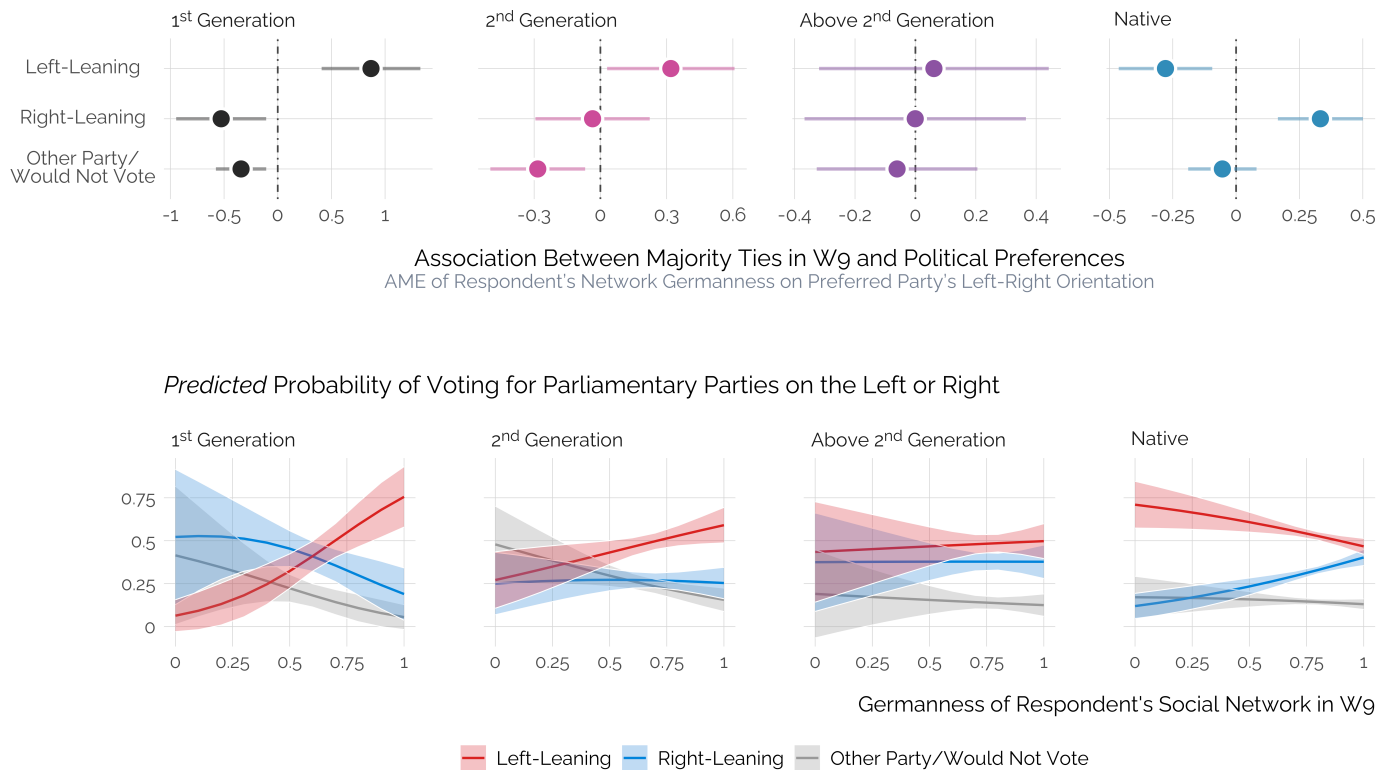 1st Generation
2nd Generation
Above 2nd Generation
Native
Left-Leaning
Right-Leaning
Other Party/
Would Not Vote
-1 -0.5 0 0.5 1
-0.3 0 0.3 0.6
-0.4 -0.2 0 0.2 0.4
-0.5 -0.25 0 0.25 0.5
Association Between Majority Ties in W9 and Political Preferences
AME of Respondent's Network Germanness on Preferred Party's Left-Right Orientation
Predicted Probability of Voting for Parliamentary Parties on the Left or Right
1st Generation
2nd Generation
Above 2nd Generation
Native
0.75
0.5
0.25
0
0 0.25 0.5 0.75 1
0 0.25 0.5 0.75 1
0 0.25 0.5 0.75 1
0 0.25 0.5 0.75 1
Germanness of Respondent's Social Network in W9
Left-Leaning
Right-Leaning
Other Party/Would Not Vote